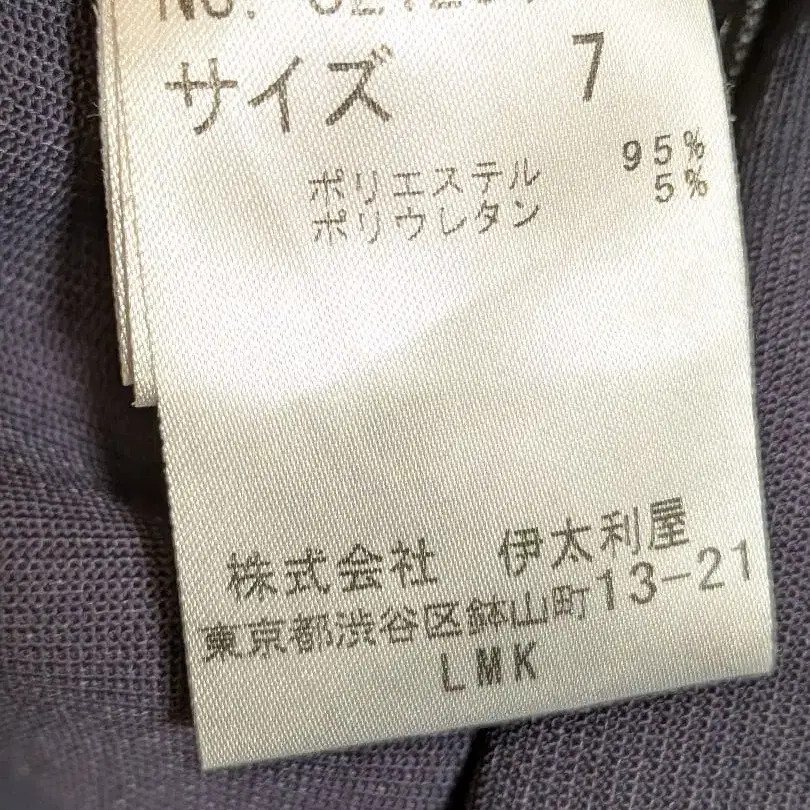 サイズ 7
ポリエステル 95%
ポリウレタン 5%
株式会社 伊太利屋
東京都渋谷区鉢山町13-21
LMK